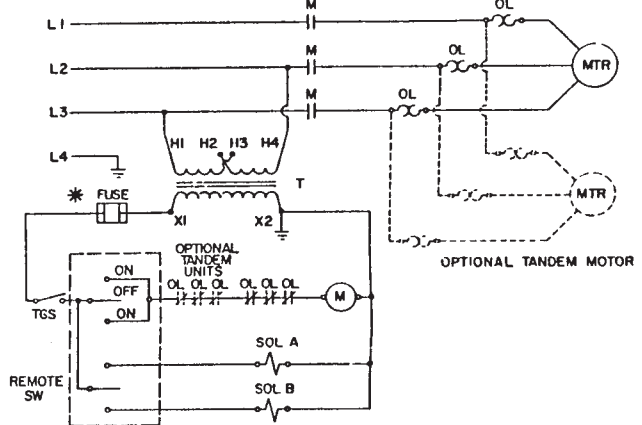 M OL
L1
M OL
L2 MTR
M OL
L3
H1 H2 H3 H4
L4
T
* FUSE
X1 X2
MTR
OPTIONAL TANDEM MOTOR
OPTIONAL
TANDEM
UNITS
ON
OFF OL OL OL OL OL OL M
TGS
ON
SOL A
REMOTE
SW
SOL B